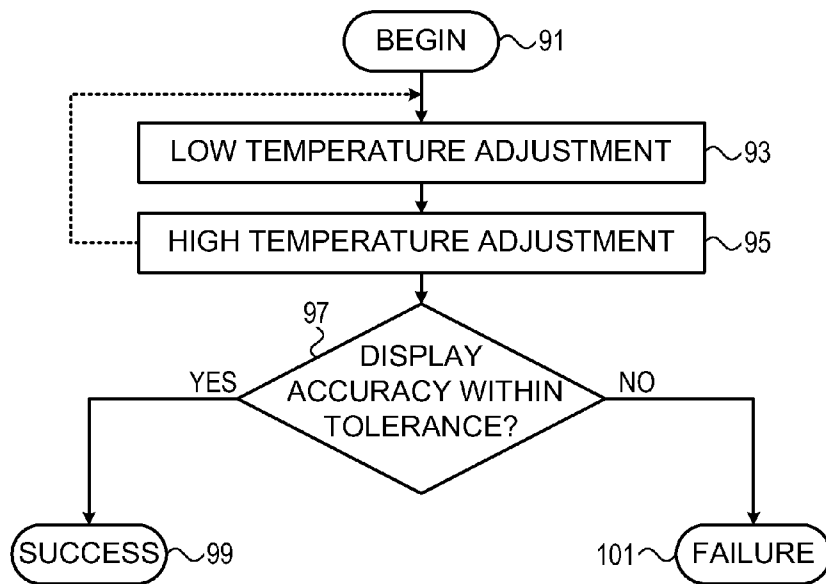 BEGIN 91
LOW TEMPERATURE ADJUSTMENT 93
HIGH TEMPERATURE ADJUSTMENT 95
97
DISPLAY
ACCURACY WITHIN
TOLERANCE?
YES
NO
SUCCESS 99
101 FAILURE